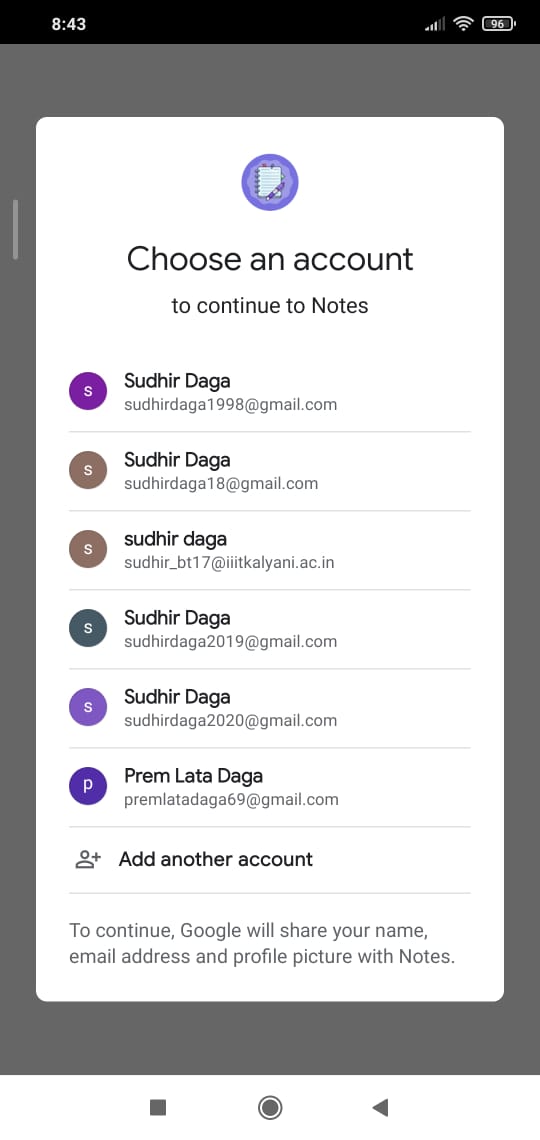 8:43
96
Choose an account
to continue to Notes
s
Sudhir Daga
sudhirdaga1998@gmail.com
s
Sudhir Daga
sudhirdaga18@gmail.com
s
sudhir daga
sudhir_bt17@iiitkalyani.ac.in
s
Sudhir Daga
sudhirdaga2019@gmail.com
s
Sudhir Daga
sudhirdaga2020@gmail.com
p
Prem Lata Daga
premlatadaga69@gmail.com
Add another account
To continue, Google will share your name,
email address and profile picture with Notes.